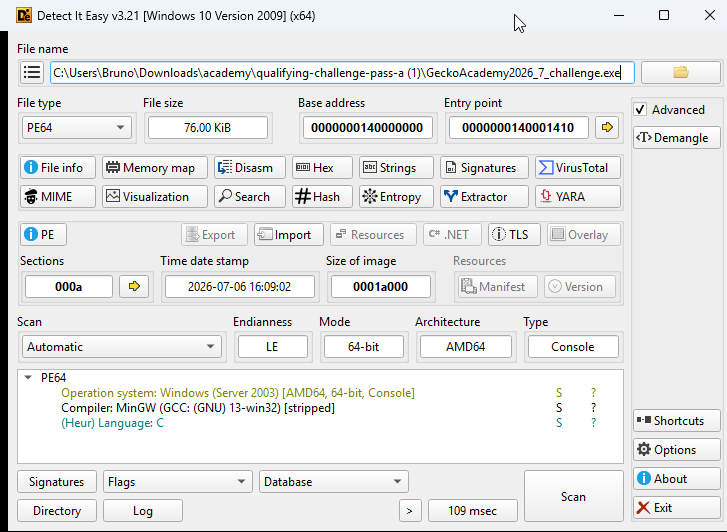 Detect It Easy v3.21 [Windows 10 Version 2009] (x64)
File name
C:\Users\Bruno\Downloads\academy\qualifying-challenge-pass-a (1)\GeckoAcademy2026_7_challenge.exe
File type File size Base address Entry point
PE64 76.00 KiB 0000000140000000 0000000140001410
Advanced
Demangle
File info Memory map Disasm Hex Strings Signatures VirusTotal
MIME Visualization Search Hash Entropy Extractor YARA
PE Export Import Resources .NET TLS Overlay
Sections Time date stamp Size of image Resources
000a 2026-07-06 16:09:02 0001a000 Manifest Version
Scan Endianness Mode Architecture Type
Automatic LE 64-bit AMD64 Console
PE64
Operation system: Windows (Server 2003) [AMD64, 64-bit, Console] S ?
Compiler: MinGW (GCC: (GNU) 13-win32) [stripped] S ?
(Heur) Language: C S ?
Shortcuts
Options
About
Exit
Signatures Flags Database Scan
Directory Log > 109 msec